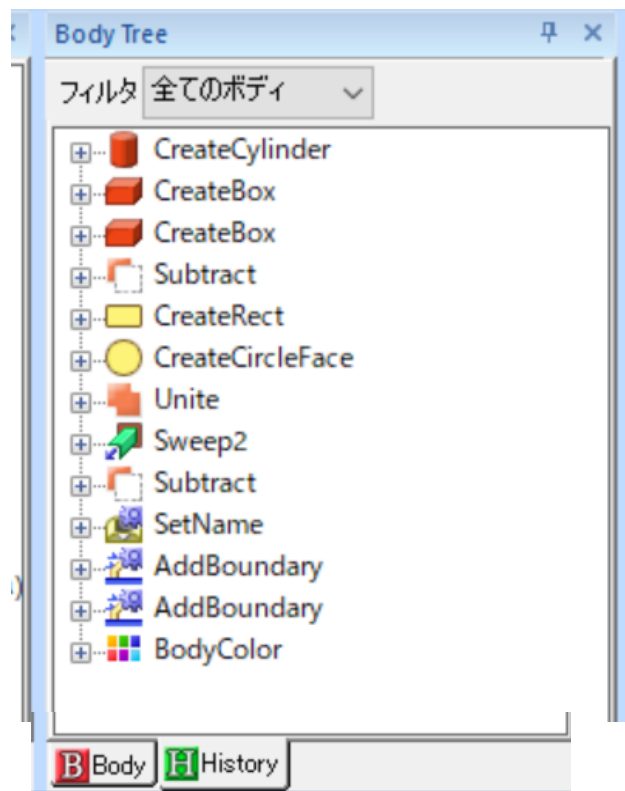 Body Tree
フィルタ 全てのボディ
CreateCylinder
CreateBox
CreateBox
Subtract
CreateRect
CreateCircleFace
Unite
Sweep2
Subtract
SetName
AddBoundary
AddBoundary
BodyColor
B Body H History